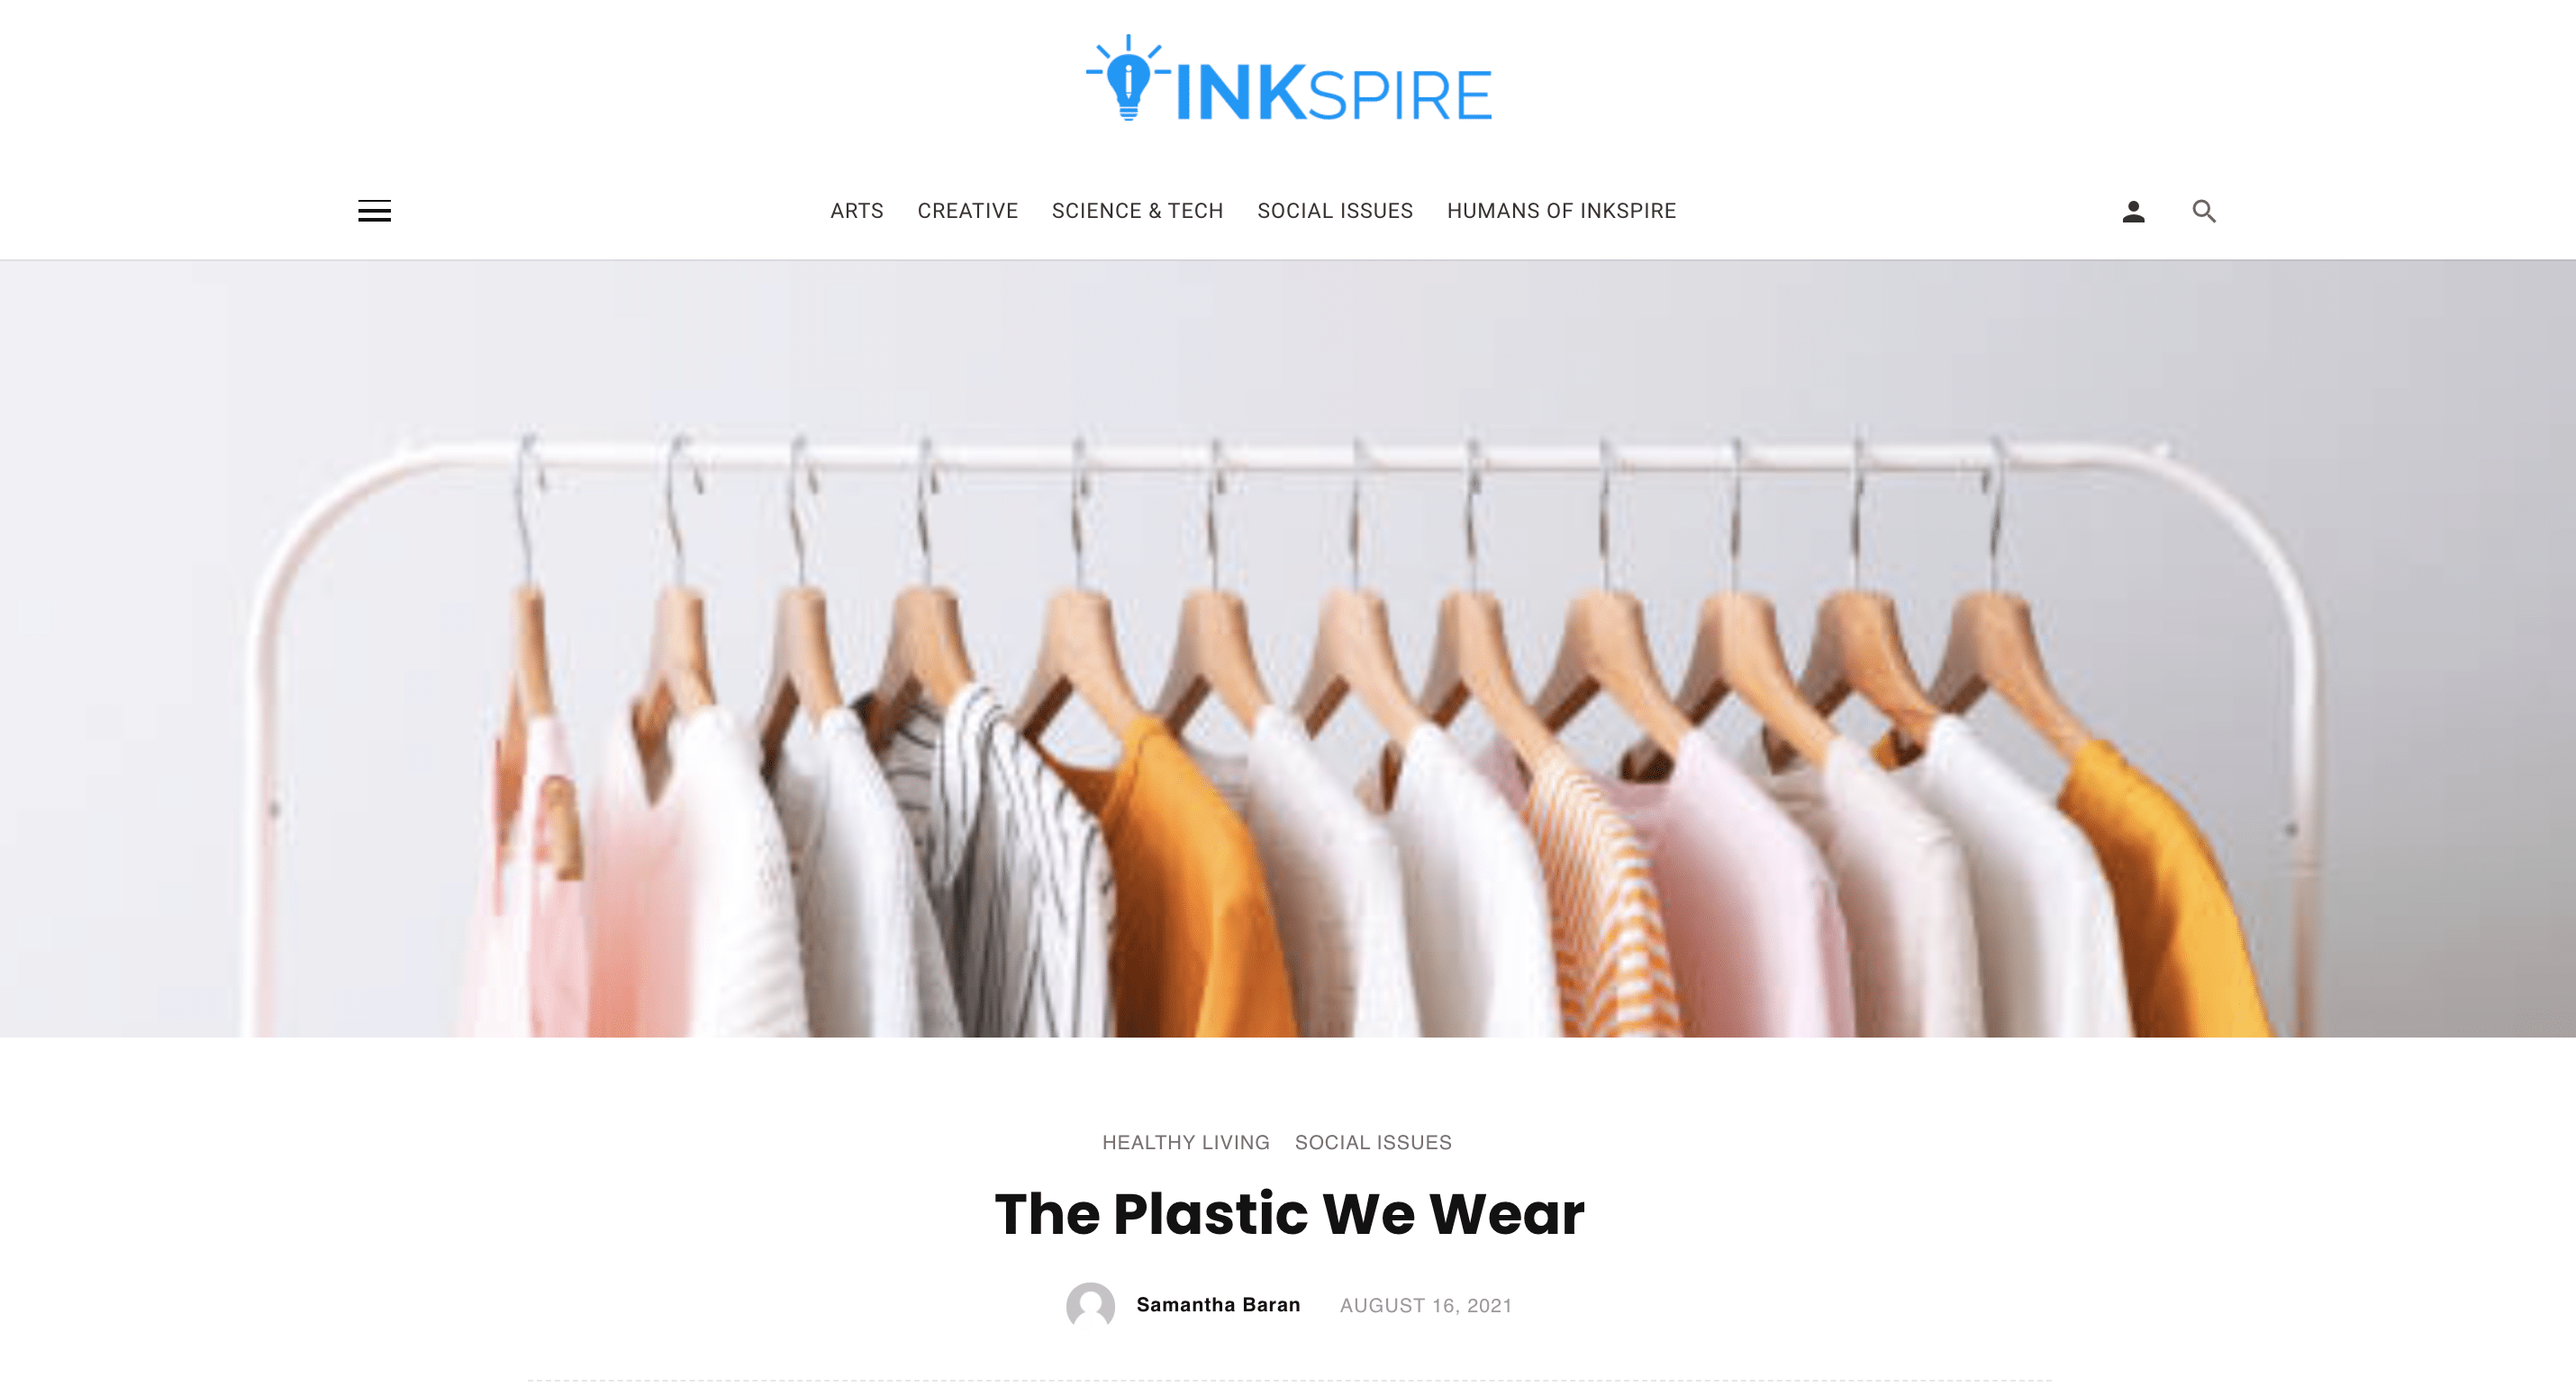 INKSPIRE
ARTS CREATIVE SCIENCE & TECH SOCIAL ISSUES HUMANS OF INKSPIRE
HEALTHY LIVING SOCIAL ISSUES
The Plastic We Wear
Samantha Baran AUGUST 16, 2021